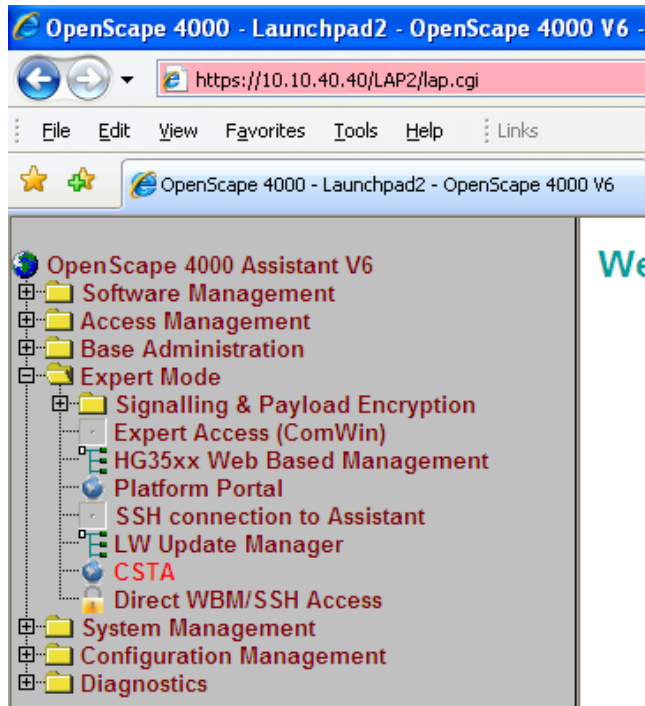 OpenScape 4000 - Launchpad2 - OpenScape 4000 V6 -
https://10.10.40.40/LAP2/lap.cgi
File Edit View Favorites Tools Help Links
OpenScape 4000 - Launchpad2 - OpenScape 4000 V6
OpenScape 4000 Assistant V6
We
Software Management
Access Management
Base Administration
Expert Mode
Signalling & Payload Encryption
Expert Access (ComWin)
HG35xx Web Based Management
Platform Portal
SSH connection to Assistant
LW Update Manager
CSTA
Direct WBM/SSH Access
System Management
Configuration Management
Diagnostics